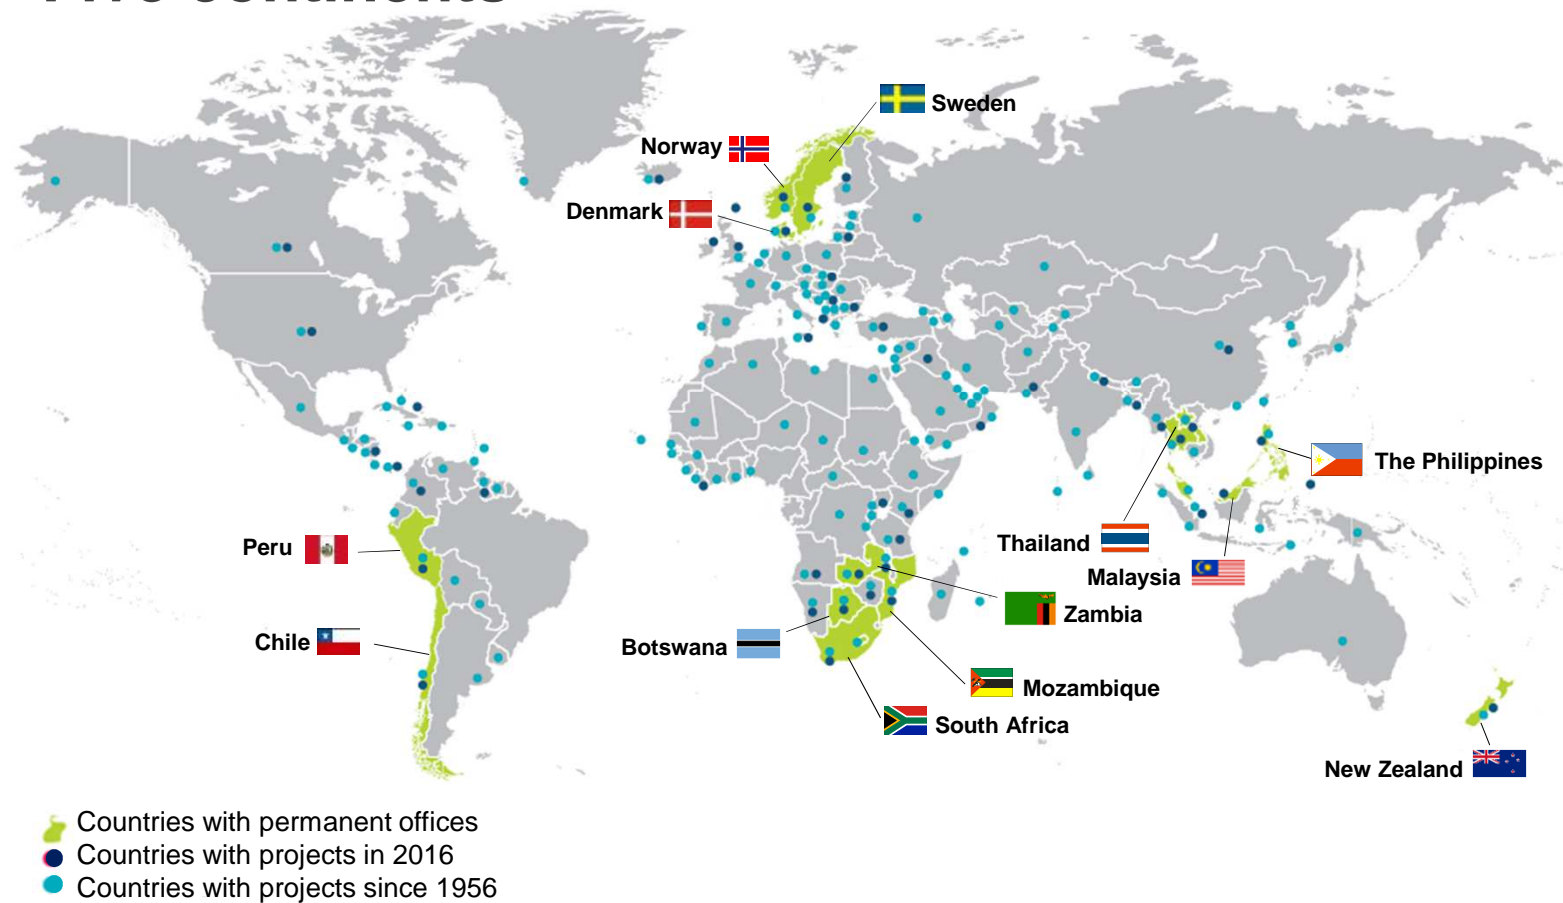 Sweden
Norway
Denmark
The Philippines
Thailand
Peru
Malaysia
Zambia
Chile
Botswana
Mozambique
South Africa
New Zealand
Countries with permanent offices
Countries with projects in 2016
Countries with projects since 1956